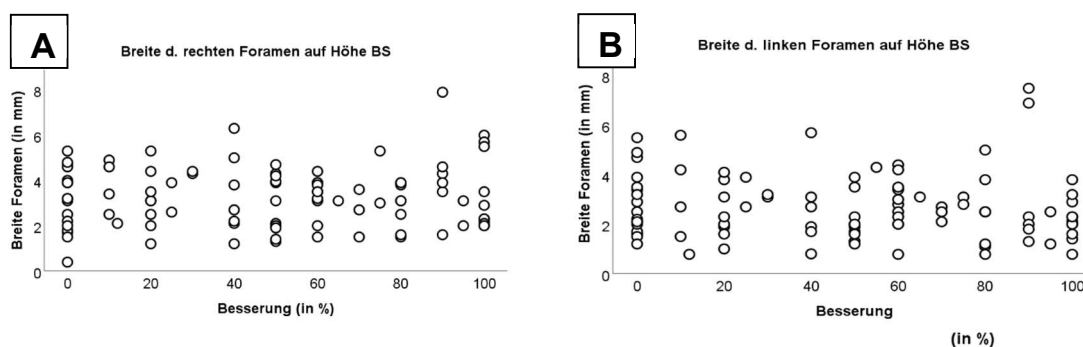 A
Breite d. rechten Foramen auf Höhe BS
Breite Foramen (in mm)
8
6
4
2
0
0 20 40 60 80 100
Besserung (in %)
B
Breite d. linken Foramen auf Höhe BS
Breite Foramen (in mm)
8
6
4
2
0
0 20 40 60 80 100
Besserung
(in %)